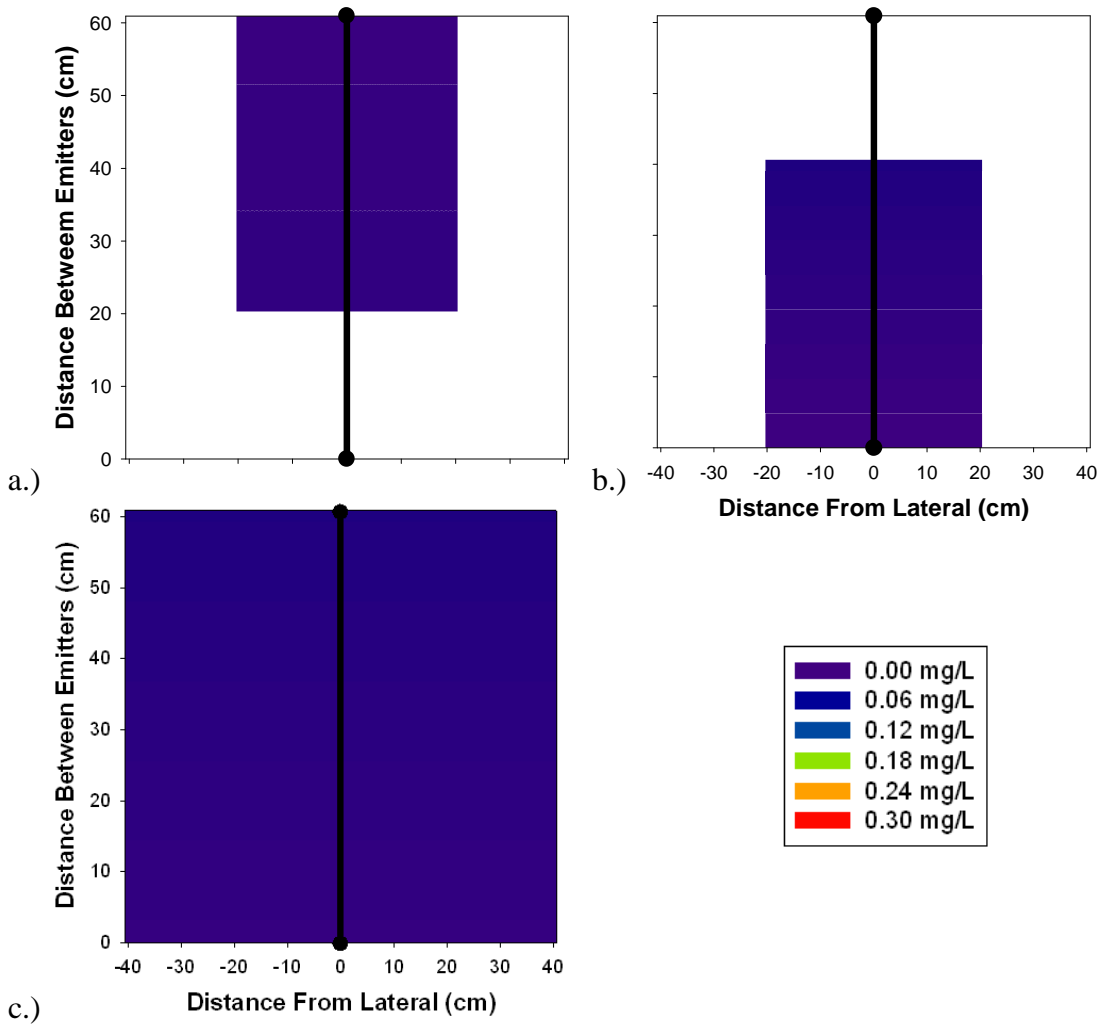 60
50
40
30
20
10
0
Distance Betweem Emitters (cm)
a.)
-40 -30 -20 -10 0 10 20 30 40
Distance From Lateral (cm)
b.)
60
50
40
30
20
10
0
Distance Between Emitters (cm)
-40 -30 -20 -10 0 10 20 30 40
Distance From Lateral (cm)
c.)
0.00 mg/L
0.06 mg/L
0.12 mg/L
0.18 mg/L
0.24 mg/L
0.30 mg/L